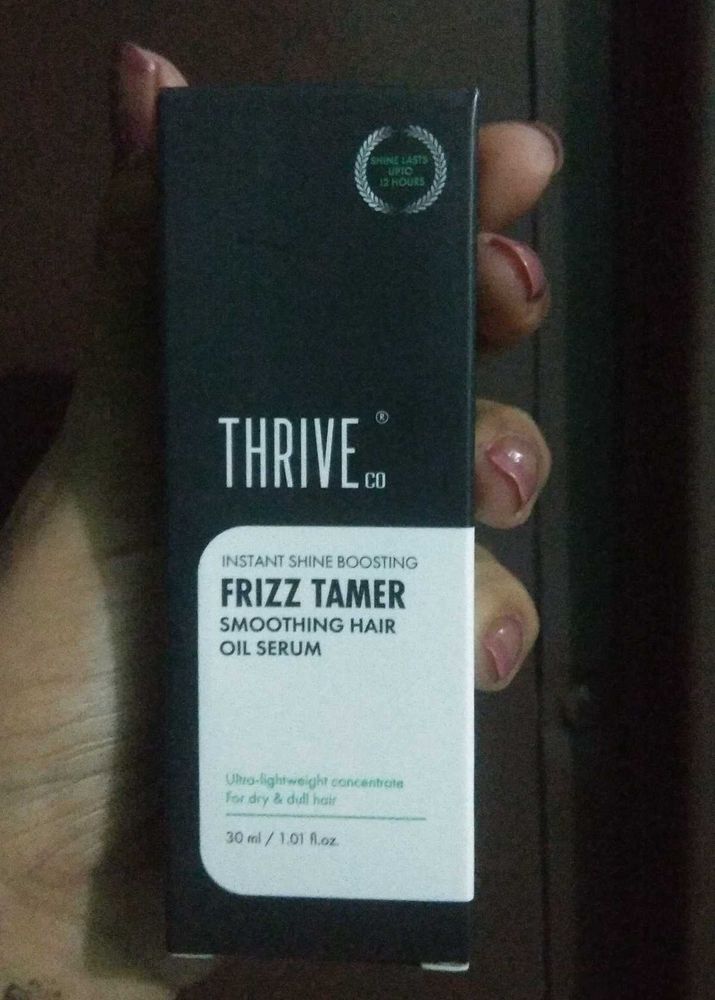 SHINE LASTS
UPTO
12 HOURS
THRIVE CO ®
INSTANT SHINE BOOSTING
FRIZZ TAMER
SMOOTHING HAIR
OIL SERUM
Ultra-lightweight concentrate
For dry & dull hair
30 ml / 1.01 fl.oz.